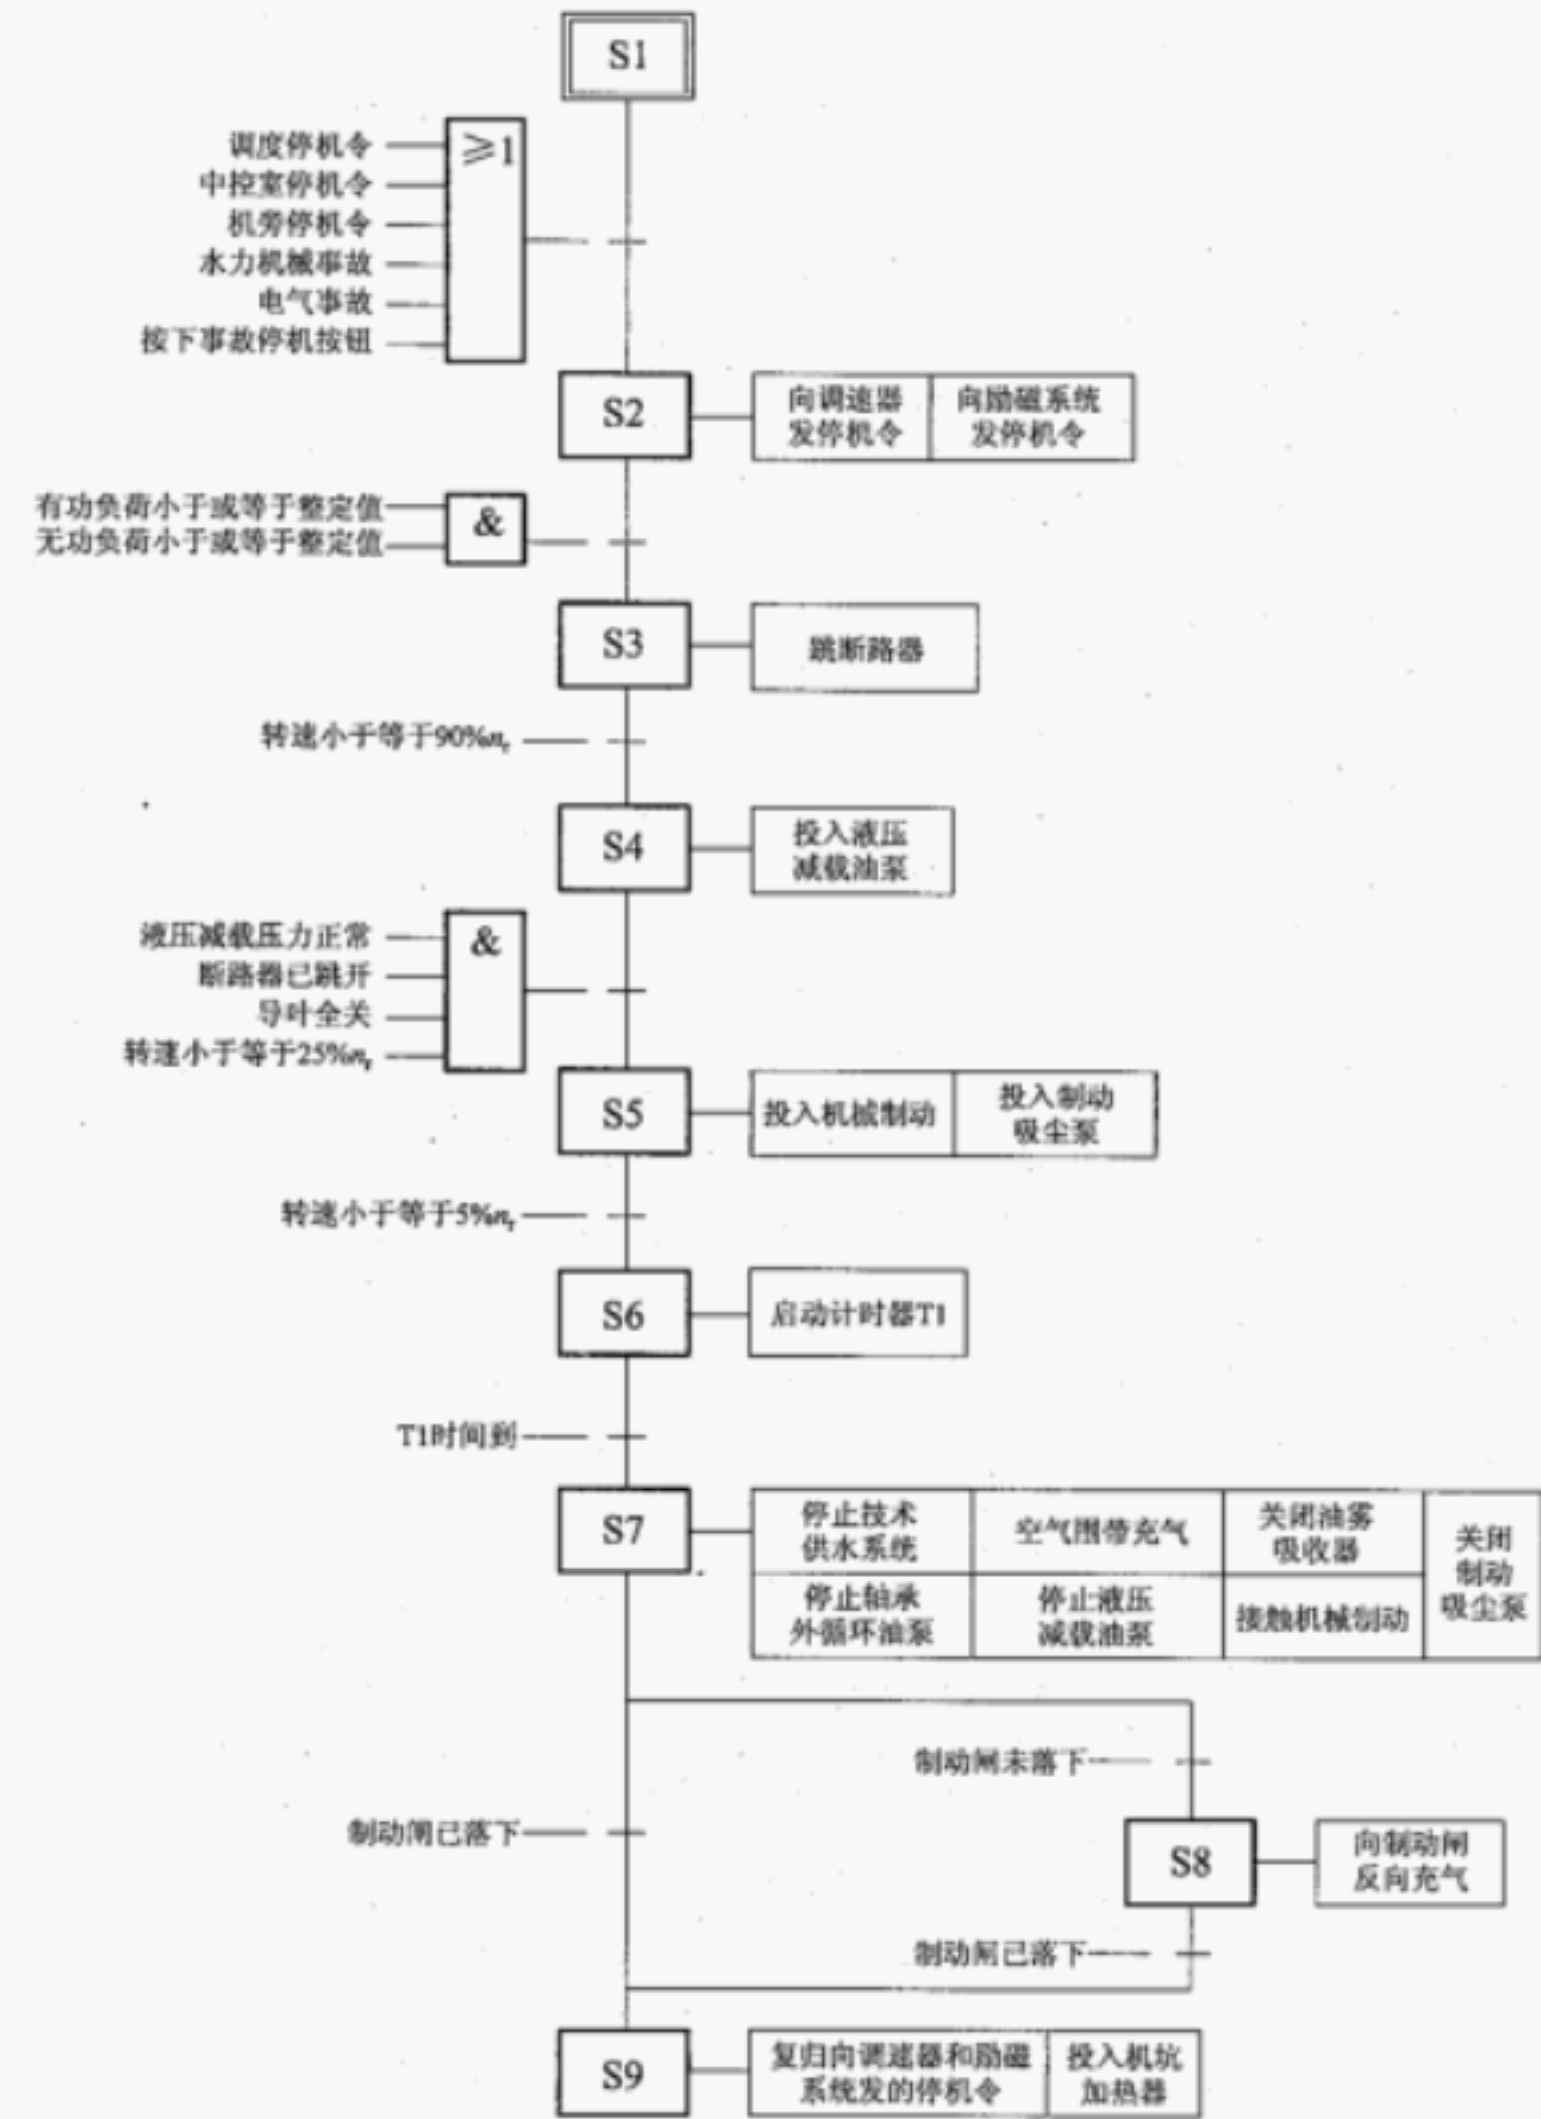 S1
≥1
调度停机令
中控室停机令
机旁停机令
水力机械事故
电气事故
按下事故停机按钮
S2
向调速器
发停机令
向励磁系统
发停机令
有功负荷小于或等于整定值
无功负荷小于或等于整定值
&
S3
跳断路器
转速小于等于90%nr
S4
投入液压
减载油泵
液压减载压力正常
断路器已跳开
导叶全关
转速小于等于25%nr
&
S5
投入机械制动
投入制动
吸尘泵
转速小于等于5%nr
S6
启动计时器T1
T1时间到
S7
停止技术
供水系统
空气围带充气
关闭油雾
吸收器
关闭
制动
吸尘泵
停止轴承
外循环油泵
停止液压
减载油泵
接触机械制动
制动闸未落下
制动闸已落下
S8
向制动闸
反向充气
制动闸已落下
S9
复归向调速器和励磁
系统发的停机令
投入机坑
加热器